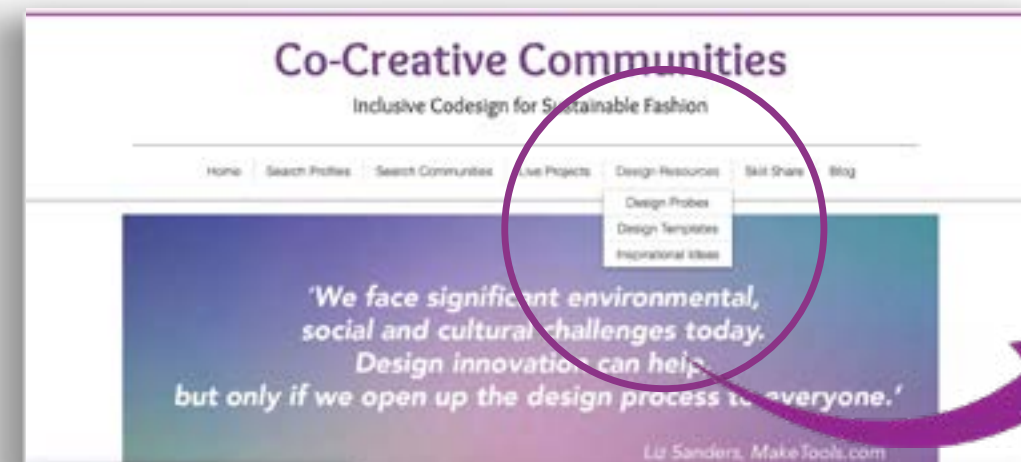 Co-Creative Communities
Inclusive Codesign for Sustainable Fashion
Home Search Profiles Search Communities Live Projects Design Resources Skill Share Blog
Design Probes
Design Templates
Inspirational Ideas
'We face significant environmental,
social and cultural challenges today.
Design innovation can help,
but only if we open up the design process to everyone.'
Liz Sanders, MakeTools.com